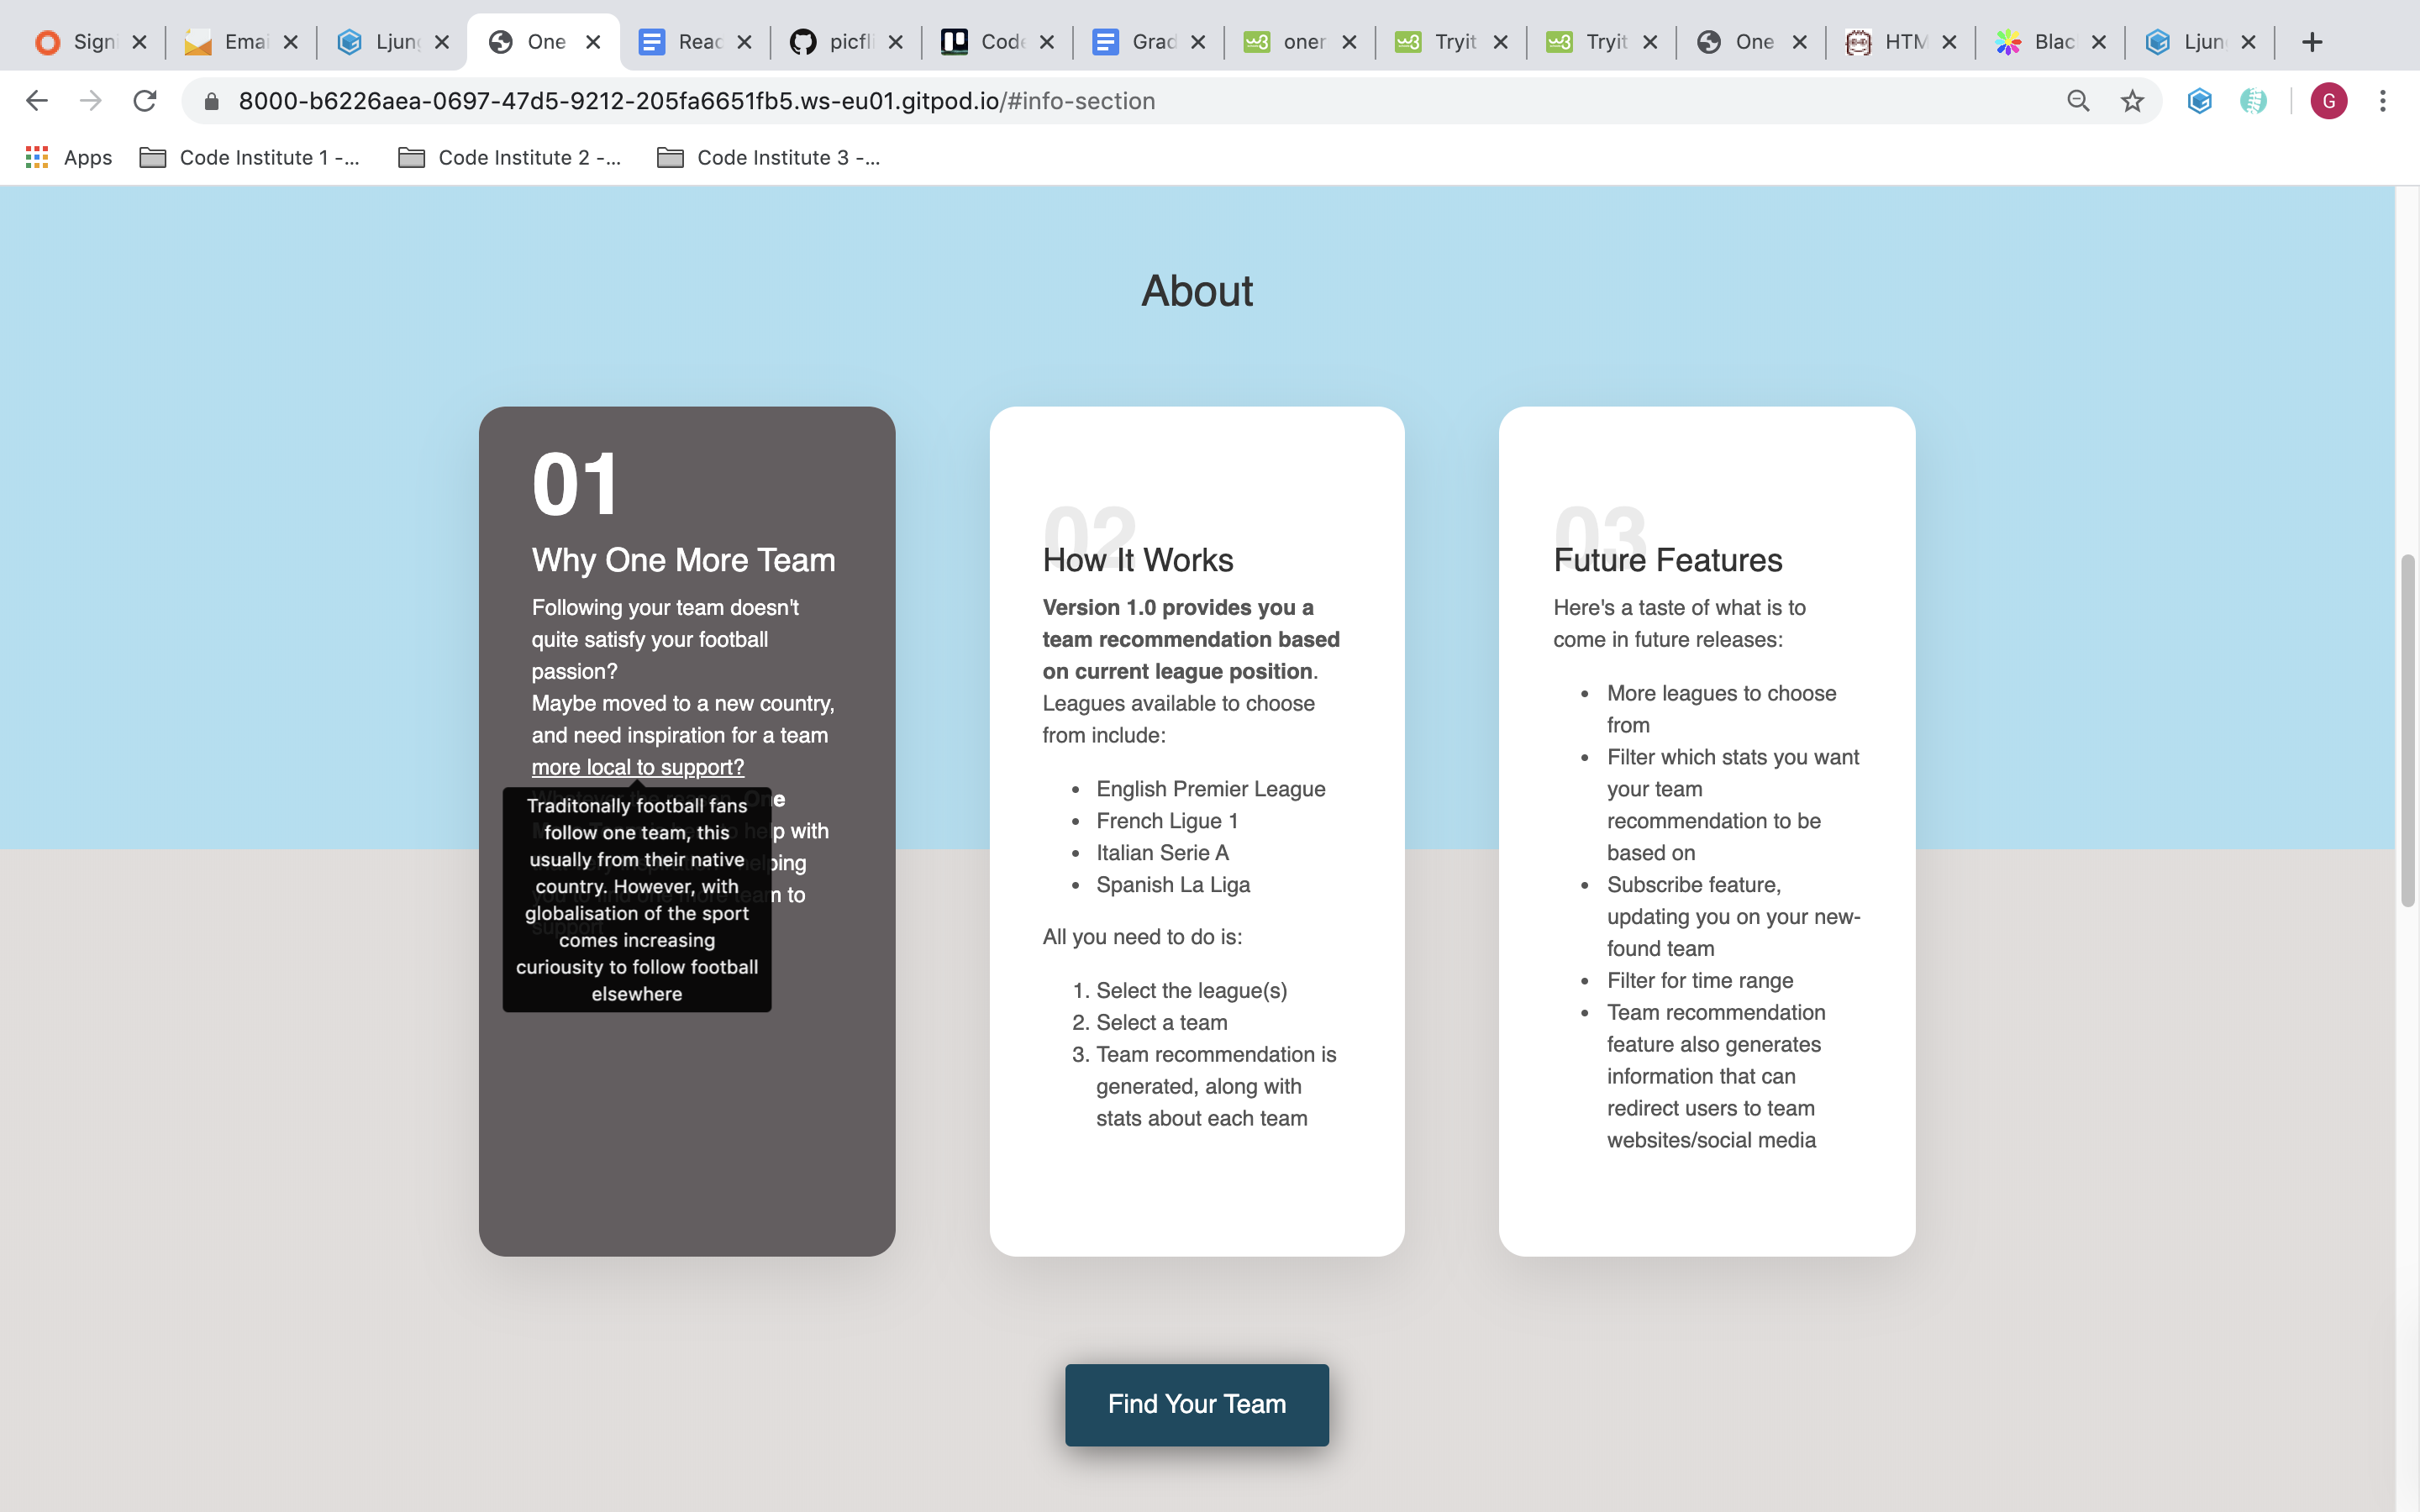 Sign
Emai
Ljung
One
Read
picfli
Code
Grad
oner
Tryit
Tryit
One
HTM
Blac
Ljun
8000-b6226aea-0697-47d5-9212-205fa6651fb5.ws-eu01.gitpod.io/#info-section
G
Apps
Code Institute 1 -...
Code Institute 2 -...
Code Institute 3 -...
About
01
Why One More Team
Following your team doesn't
quite satisfy your football
passion?
Maybe moved to a new country,
and need inspiration for a team
more local to support?
Traditonally football fans
follow one team, this
usually from their native
country. However, with
globalisation of the sport
comes increasing
curiousity to follow football
elsewhere
One
help with
helping
team to
support
02
How It Works
Version 1.0 provides you a
team recommendation based
on current league position.
Leagues available to choose
from include:
• English Premier League
• French Ligue 1
• Italian Serie A
• Spanish La Liga
All you need to do is:
1. Select the league(s)
2. Select a team
3. Team recommendation is
generated, along with
stats about each team
03
Future Features
Here's a taste of what is to
come in future releases:
• More leagues to choose
from
• Filter which stats you want
your team
recommendation to be
based on
• Subscribe feature,
updating you on your new-
found team
• Filter for time range
• Team recommendation
feature also generates
information that can
redirect users to team
websites/social media
Find Your Team